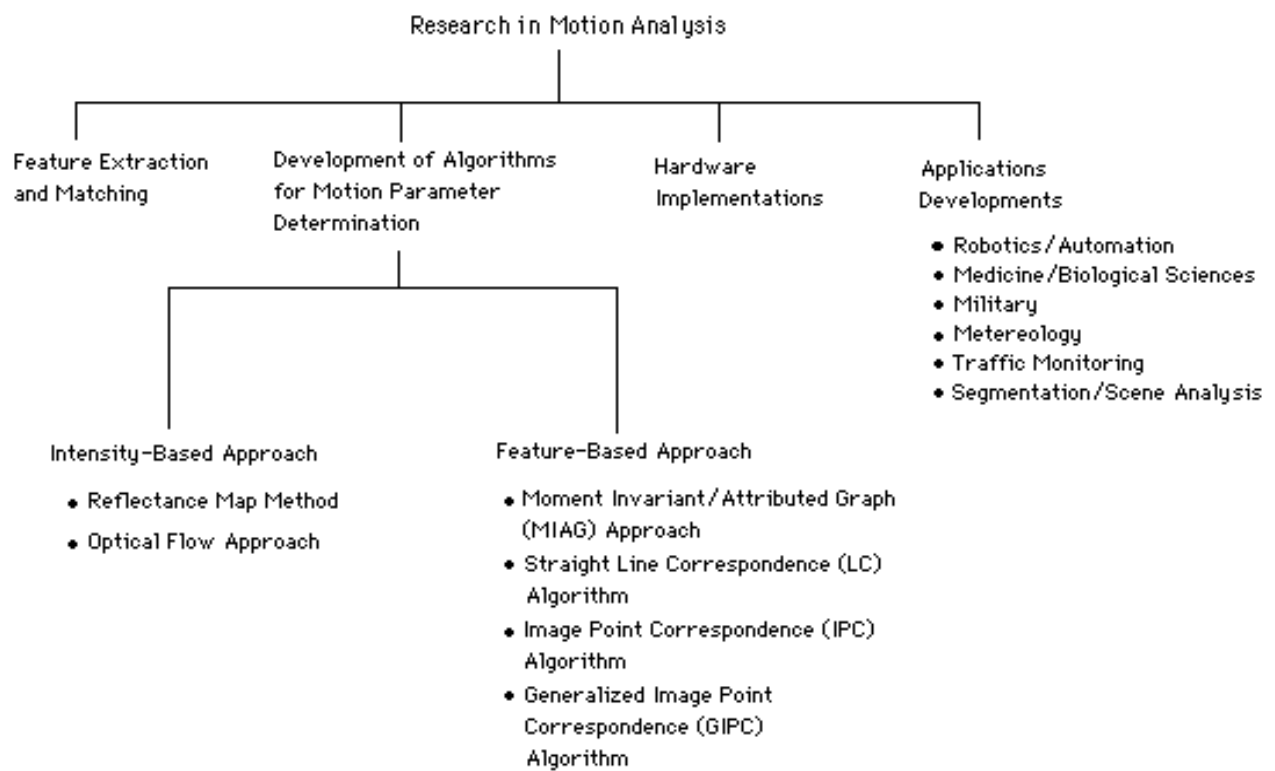 Research in Motion Analysis
Feature Extraction
and Matching
Development of Algorithms
for Motion Parameter
Determination
Hardware
Implementations
Applications
Developments
• Robotics/Automation
• Medicine/Biological Sciences
• Military
• Metereology
• Traffic Monitoring
• Segmentation/Scene Analysis
Intensity-Based Approach
• Reflectance Map Method
• Optical Flow Approach
Feature-Based Approach
• Moment Invariant/Attributed Graph
(MIAG) Approach
• Straight Line Correspondence (LC)
Algorithm
• Image Point Correspondence (IPC)
Algorithm
• Generalized Image Point
Correspondence (GIPC)
Algorithm